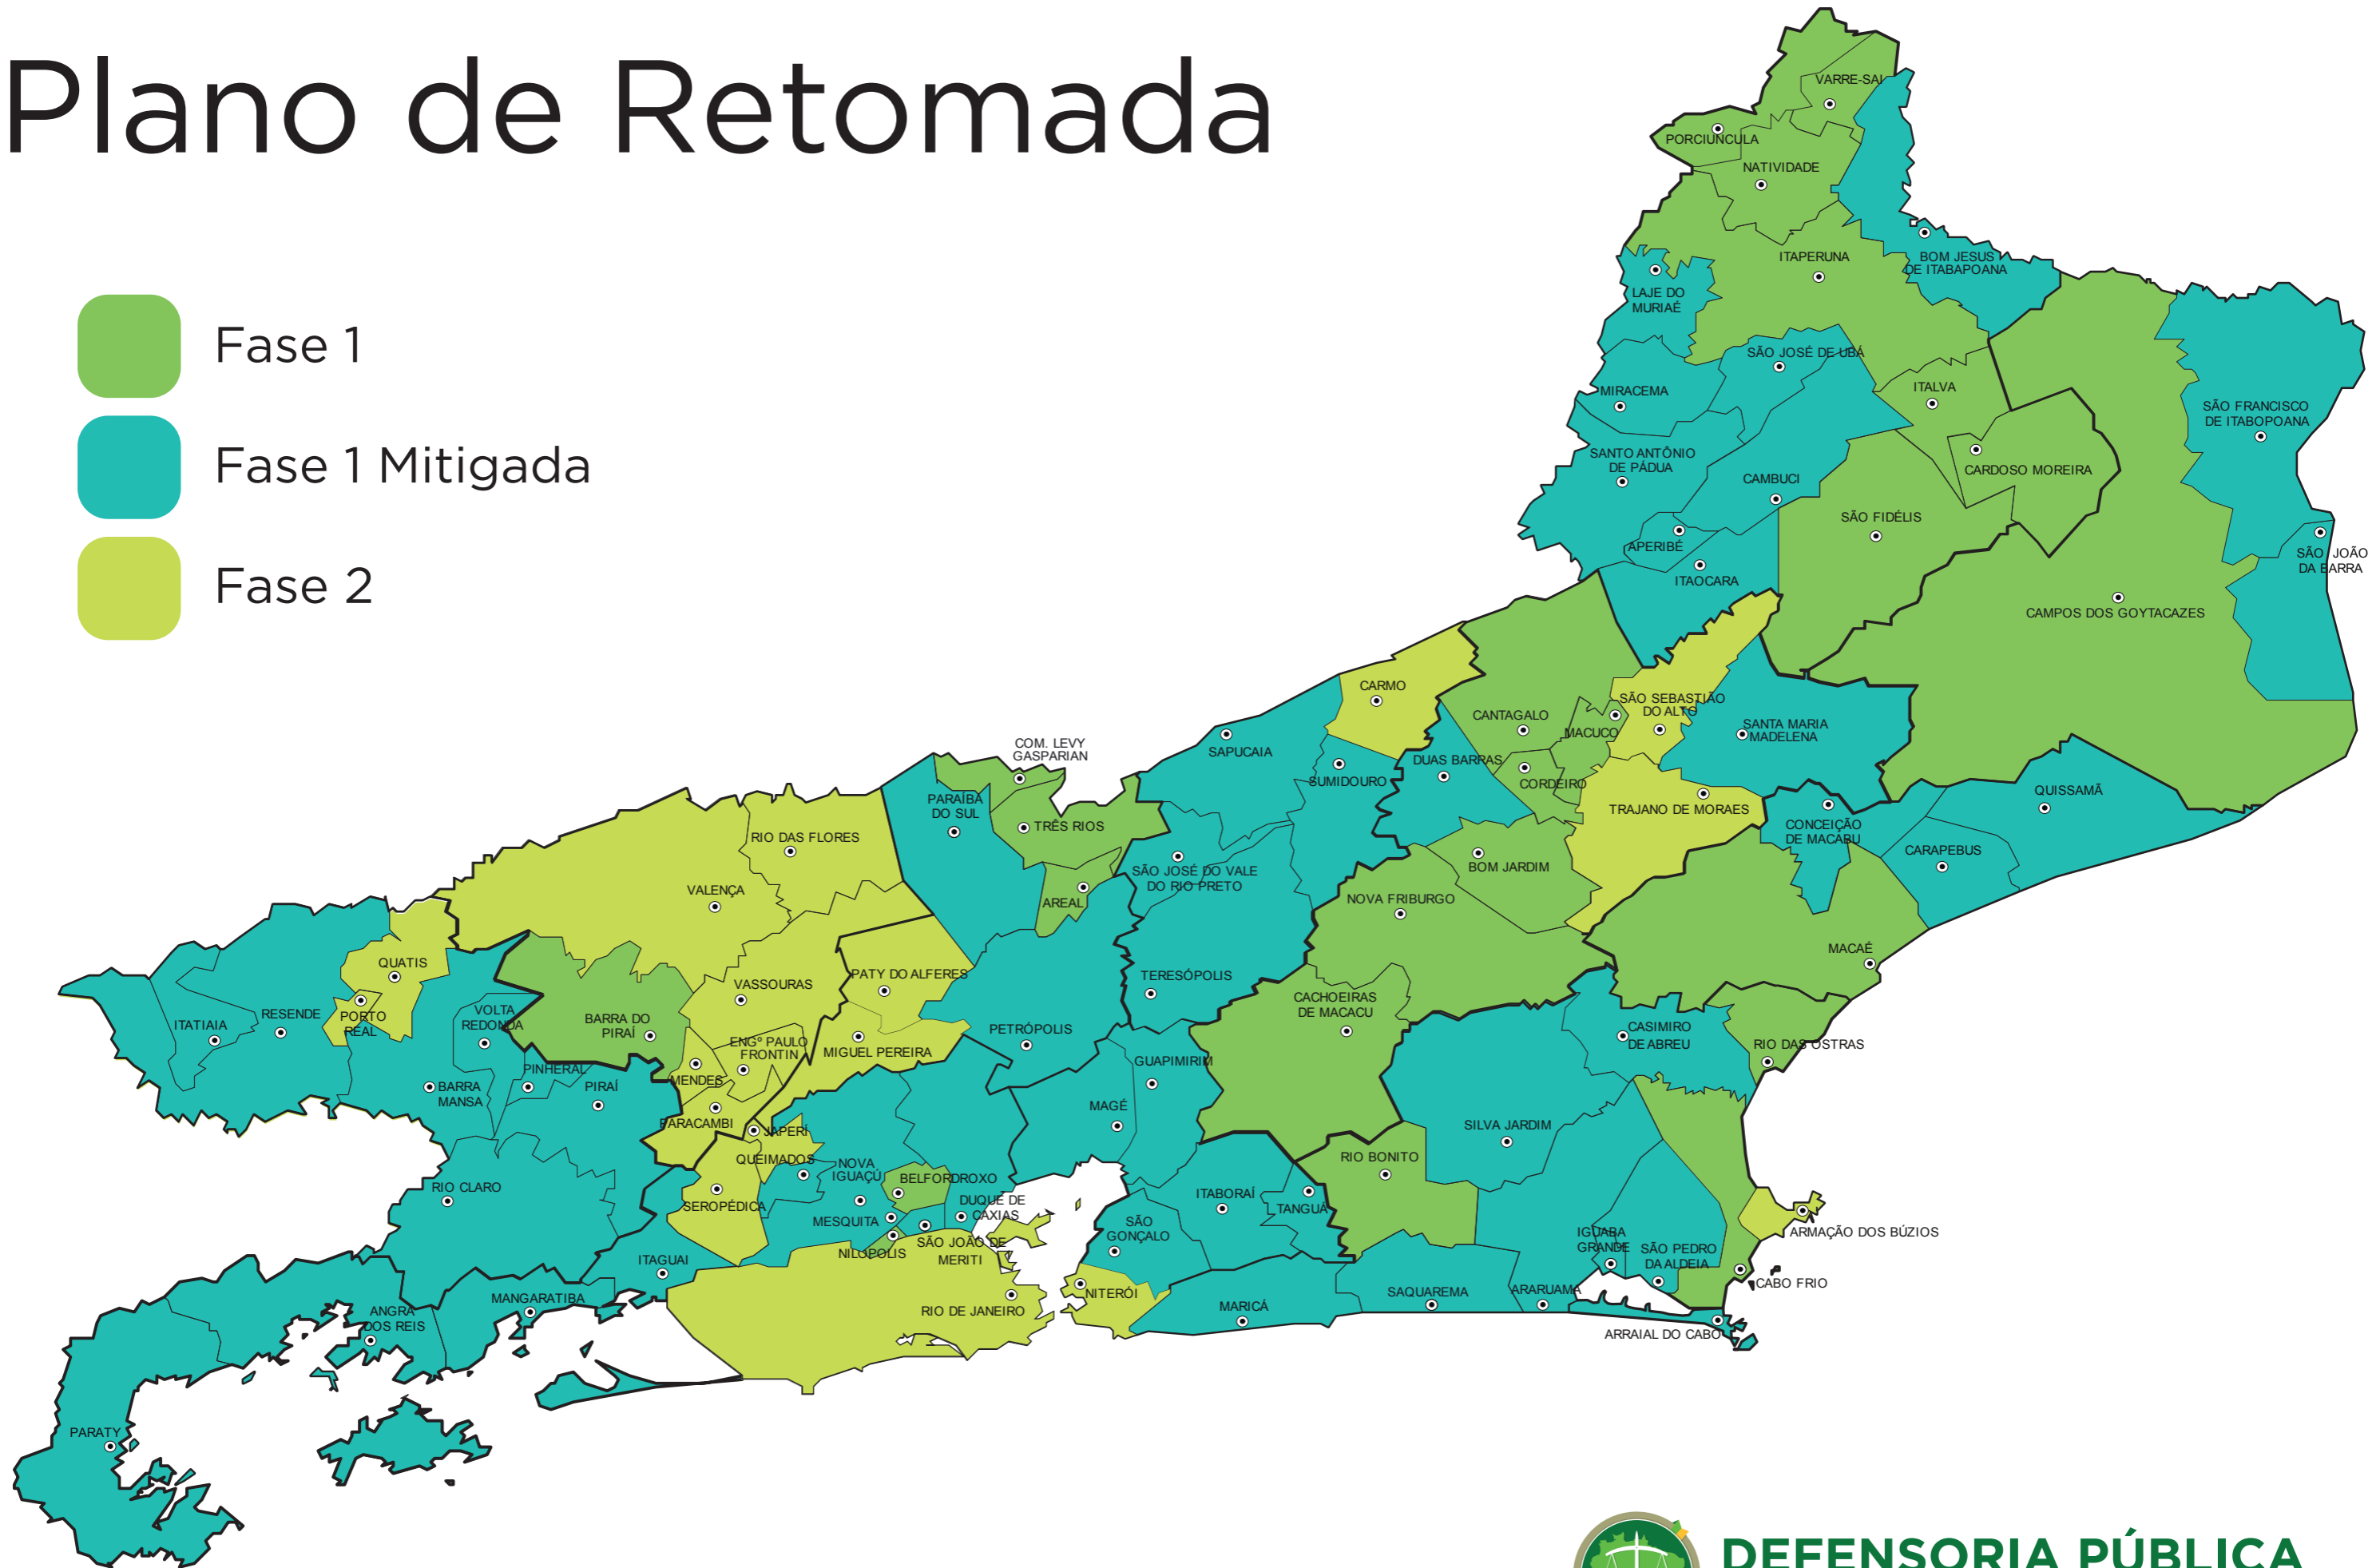 Plano de Retomada
Fase 1
Fase 1 Mitigada
Fase 2
VARRE-SAI
PORCIÚNCULA
NATIVIDADE
ITAPERUNA
BOM JESUS
DE ITABAPOANA
LAJE DO
MURIAÉ
SÃO JOSÉ DE UBÁ
MIRACEMA
ITALVA
SÃO FRANCISCO
DE ITABOPOANA
SANTO ANTÔNIO
DE PÁDUA
CAMBUCI
CARDOSO MOREIRA
SÃO FIDÉLIS
APERIBÉ
ITAOCARA
SÃO JOÃO
DA BARRA
CAMPOS DOS GOYTACAZES
CARMO
CANTAGALO
MACUCO
SÃO SEBASTIÃO
DO ALTO
SANTA MARIA
MADELENA
COM. LEVY
GASPARIAN
SAPUCAIA
SUMIDOURO
DUAS BARRAS
CORDEIRO
TRAJANO DE MORAES
QUISSAMÃ
PARAÍBA
DO SUL
TRÊS RIOS
RIO DAS FLORES
CONCEIÇÃO
DE MACABU
CARAPEBUS
SÃO JOSÉ DO VALE
DO RIO PRETO
BOM JARDIM
VALENÇA
AREAL
NOVA FRIBURGO
MACAÉ
QUATIS
VASSOURAS
PATY DO ALFERES
TERESÓPOLIS
CACHOEIRAS
DE MACACU
ITATIAIA
RESENDE
PORTO
REAL
VOLTA
REDONDA
BARRA DO
PIRAÍ
ENGº PAULO
FRONTIN
MIGUEL PEREIRA
PETRÓPOLIS
CASIMIRO
DE ABREU
RIO DAS OSTRAS
GUAPIMIRIM
BARRA
MANSA
PINHERAL
PIRAÍ
MENDES
MAGÉ
PARACAMBI
JAPERÍ
SILVA JARDIM
QUEIMADOS
NOVA
IGUAÇÚ
BELFORDROXO
RIO BONITO
RIO CLARO
SEROPÉDICA
MESQUITA
DUQUE DE
CAXIAS
ITABORAÍ
TANGUÁ
SÃO
GONÇALO
NILÓPOLIS
SÃO JOÃO DE
MERITI
IGUABA
GRANDE
SÃO PEDRO
DA ALDEIA
ARMAÇÃO DOS BÚZIOS
ITAGUAI
CABO FRIO
MANGARATIBA
ANGRA
DOS REIS
RIO DE JANEIRO
NITERÓI
MARICÁ
SAQUAREMA
ARARUAMA
ARRAIAL DO CABO
PARATY
DEFENSORIA PÚBLICA